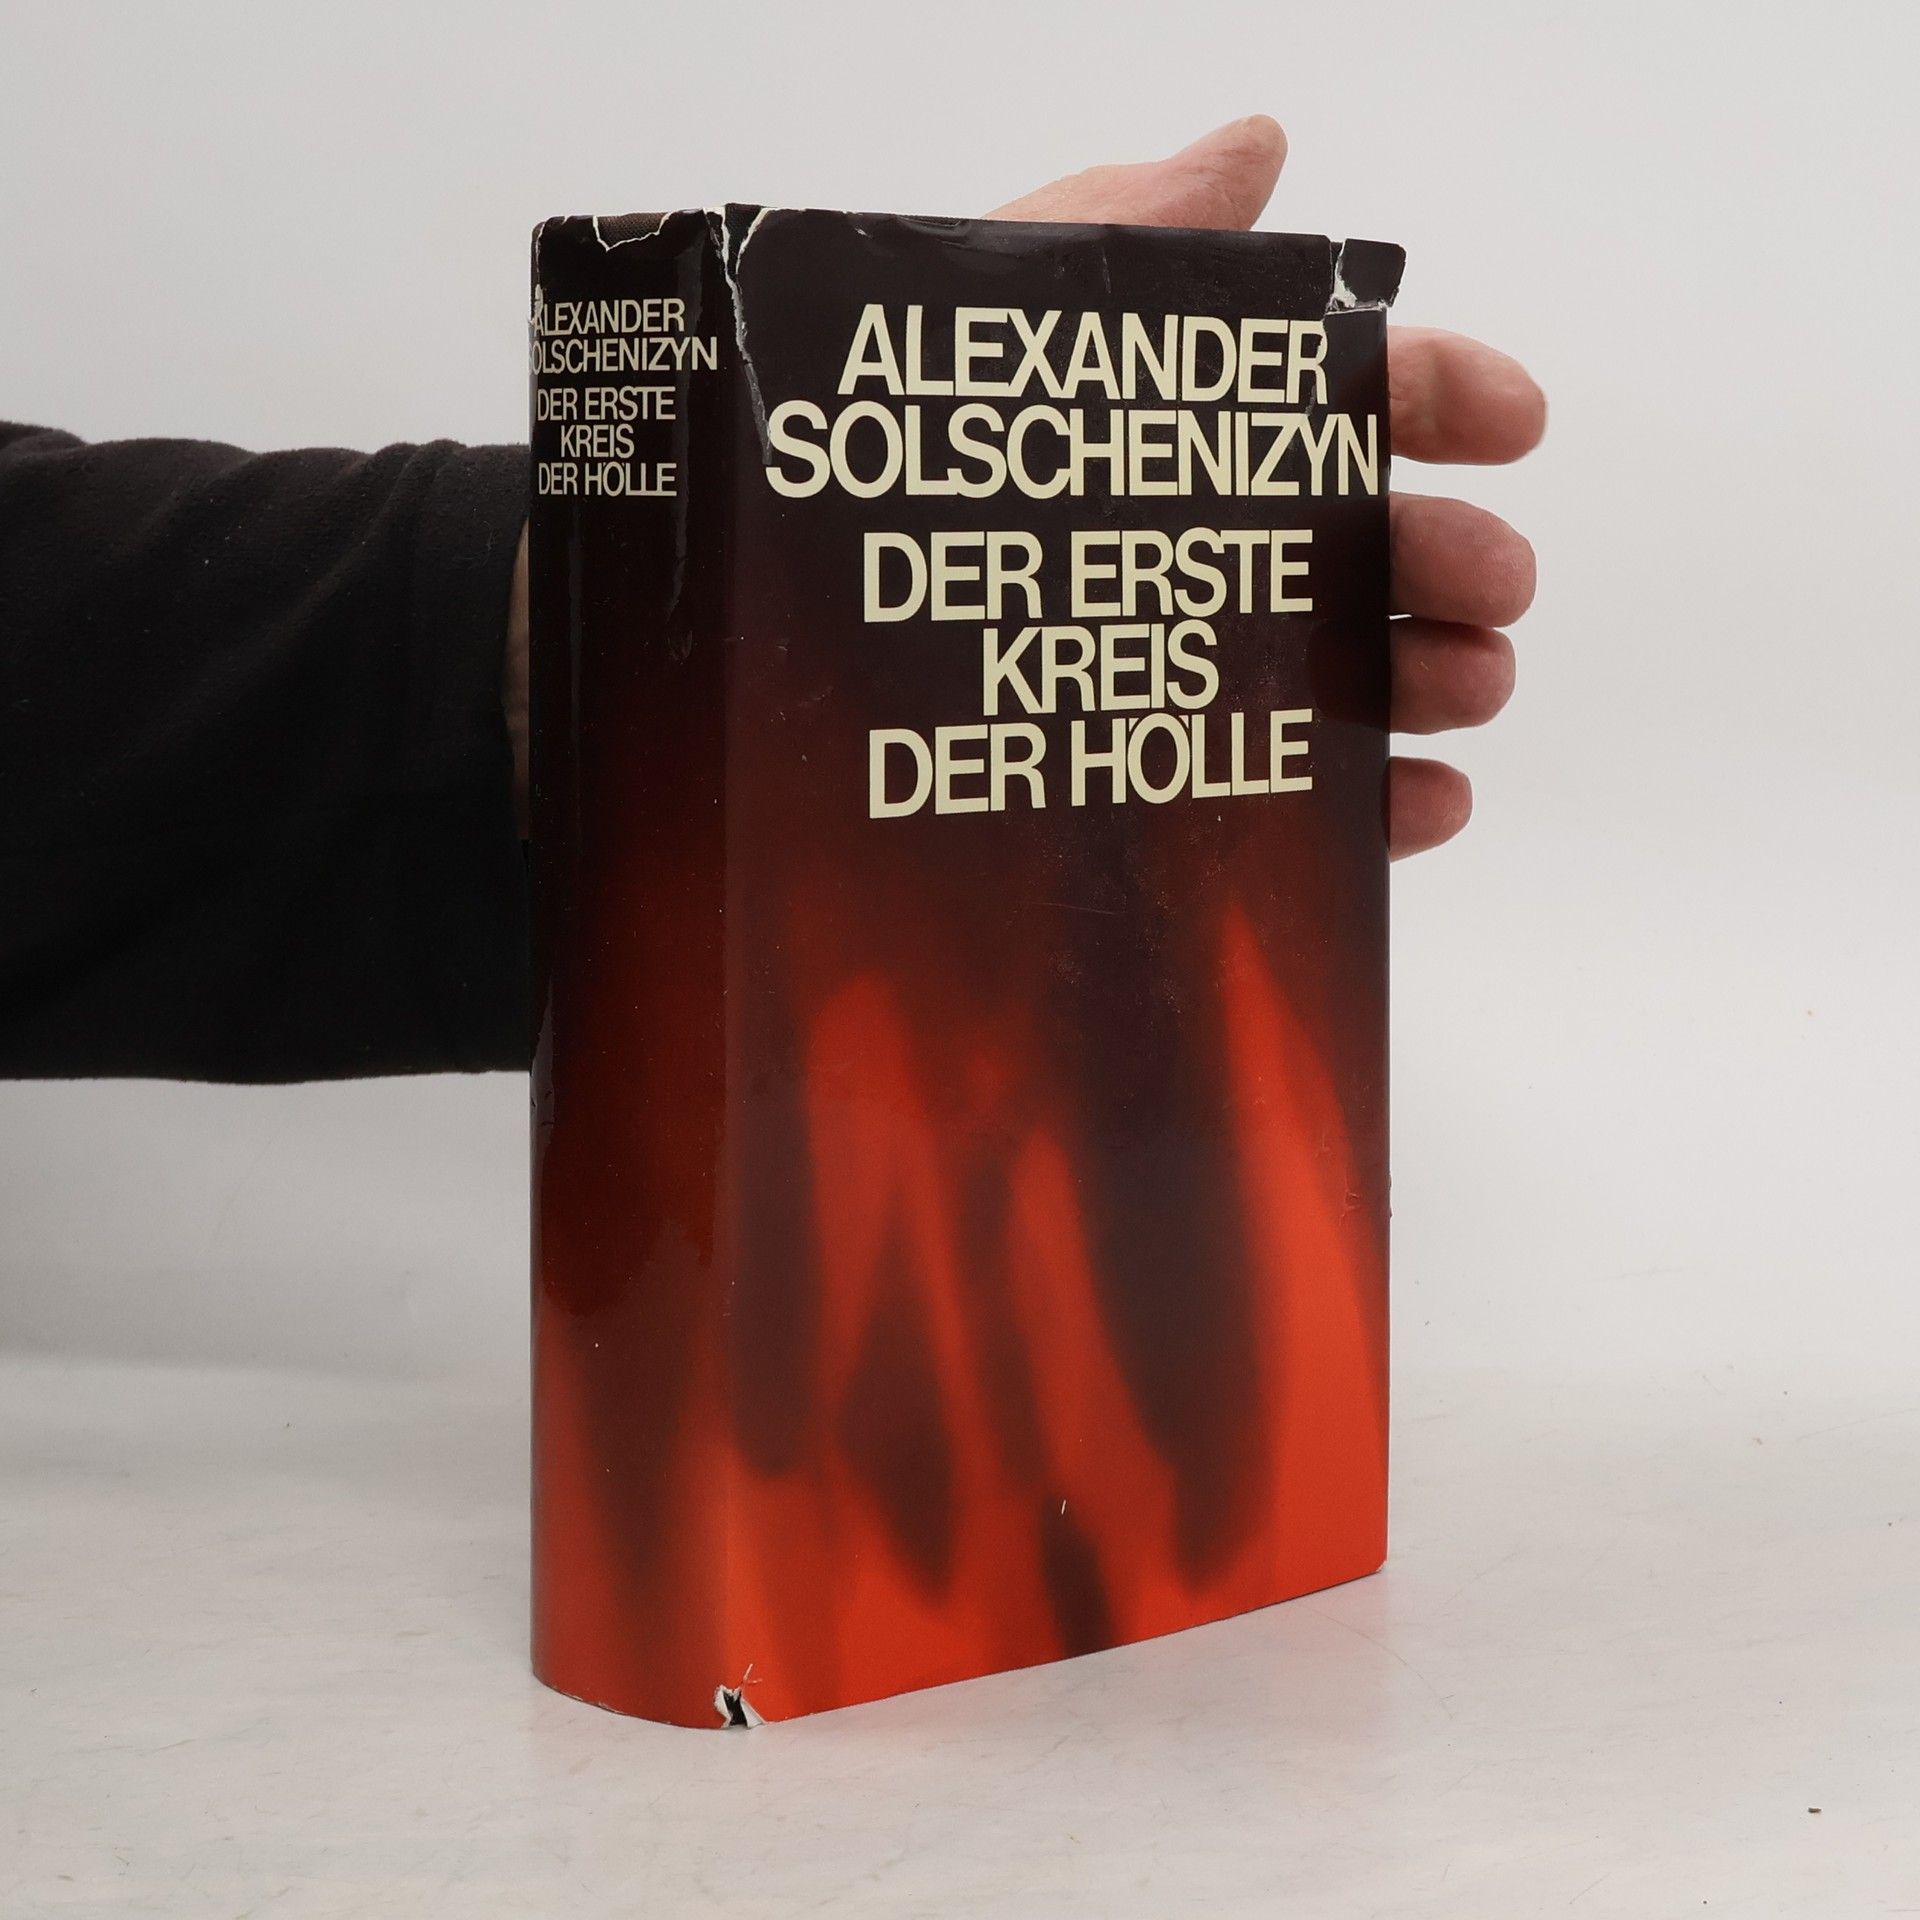 ALEXANDER
SOLSCHENIZYN
DER ERSTE
KREIS
DER HÖLLE
ALEXANDER
SOLSCHENIZYN
DER ERSTE
KREIS
DER HÖLLE